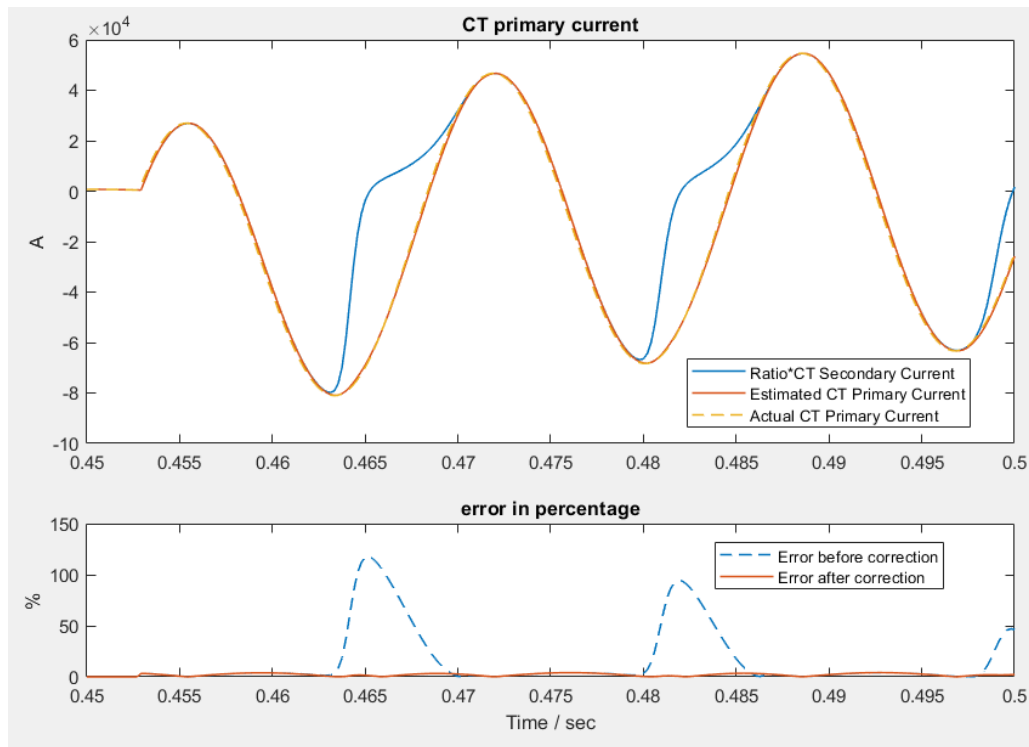 CT primary current
×10⁴
6
4
2
0
-2
-4
-6
-8
-10
A
Ratio*CT Secondary Current
Estimated CT Primary Current
Actual CT Primary Current
0.45 0.455 0.46 0.465 0.47 0.475 0.48 0.485 0.49 0.495 0.5
error in percentage
150
100
50
0
%
Error before correction
Error after correction
0.45 0.455 0.46 0.465 0.47 0.475 0.48 0.485 0.49 0.495 0.5
Time / sec